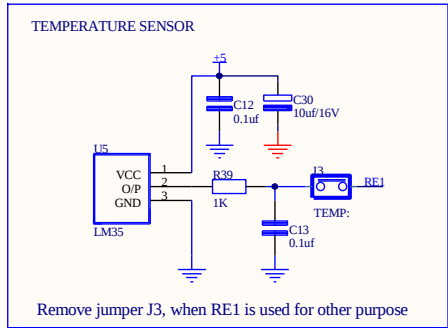 TEMPERATURE SENSOR
+5
C12
0.1uf
C30
10uf/16V
U5
VCC 1
O/P 2
GND 3
LM35
R39
1K
J3
RE1
TEMP:
C13
0.1uf
Remove jumper J3, when RE1 is used for other purpose